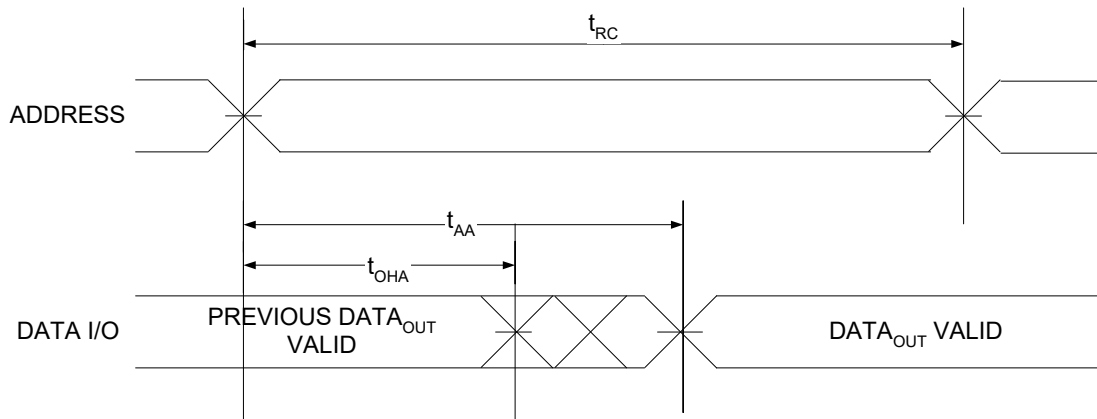 tRC
ADDRESS
tAA
tOHA
DATA I/O
PREVIOUS DATAOUT
VALID
DATAOUT VALID